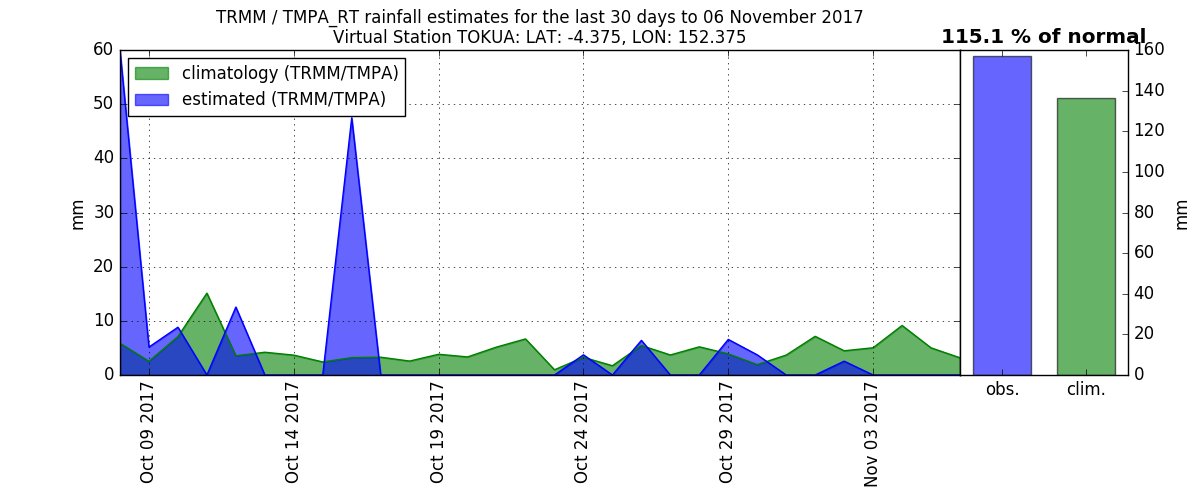 TRMM / TMPA_RT rainfall estimates for the last 30 days to 06 November 2017
Virtual Station TOKUA: LAT: -4.375, LON: 152.375
115.1 % of normal
climatology (TRMM/TMPA)
estimated (TRMM/TMPA)
mm
60
50
40
30
20
10
0
Oct 09 2017
Oct 14 2017
Oct 19 2017
Oct 24 2017
Oct 29 2017
Nov 03 2017
obs.
clim.
160
140
120
100
80
60
40
20
0
mm